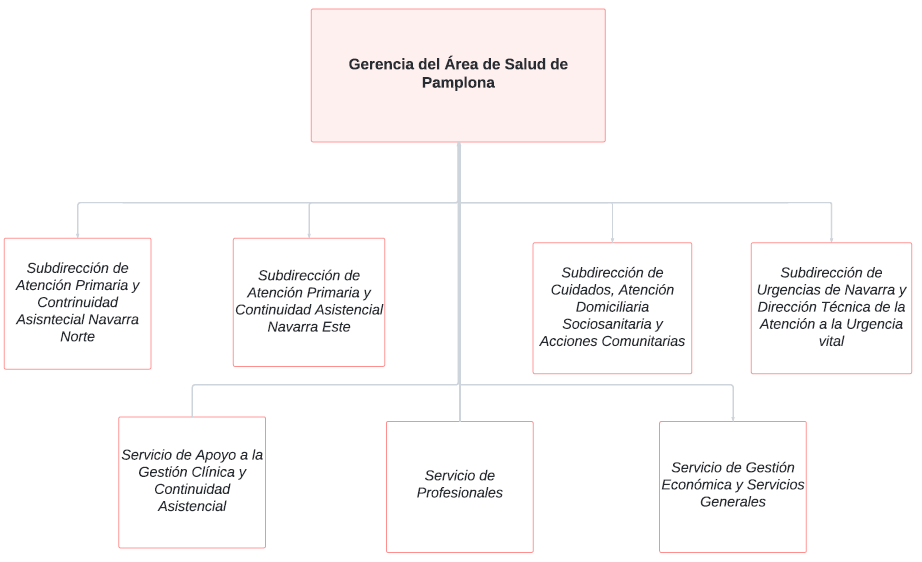 Gerencia del Área de Salud de
Pamplona
Subdirección de
Atención Primaria y
Contrinuidad
Asisntecial Navarra
Norte
Subdirección de
Atención Primaria y
Continuidad Asistencial
Navarra Este
Subdirección de
Cuidados, Atención
Domiciliaria
Sociosanitaria y
Acciones Comunitarias
Subdirección de
Urgencias de Navarra y
Dirección Técnica de la
Atención a la Urgencia
vital
Servicio de Apoyo a la
Gestión Clínica y
Continuidad
Asistencial
Servicio de
Profesionales
Servicio de Gestión
Económica y Servicios
Generales